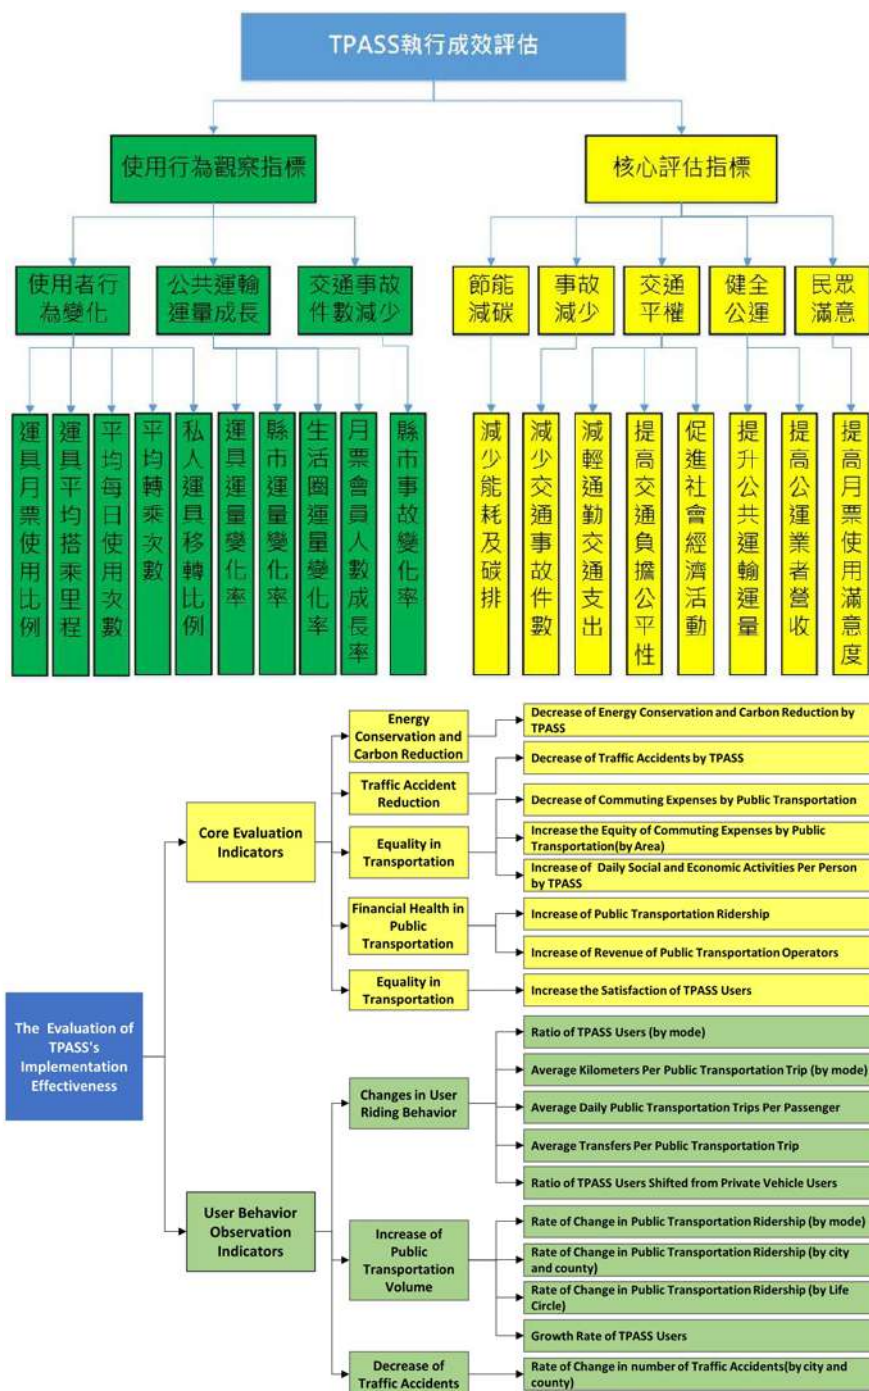 TPASS執行成效評估
使用行為觀察指標
核心評估指標
使用者行
為變化
公共運輸
運量成長
交通事故
件數減少
節能
減碳
事故
減少
交通
平權
健全
公運
民眾
滿意
運具月票使用比例
運具平均搭乘里程
平均每日使用次數
平均轉乘次數
私人運具移轉比例
運具運量變化率
縣市運量變化率
生活圈運量變化率
月票會員人數成長率
縣市事故變化率
減少能耗及碳排
減少交通事故件數
減輕通勤交通支出
提高交通負擔公平性
促進社會經濟活動
提升公共運輸運量
提高公運業者營收
提高月票使用滿意度
The Evaluation of
TPASS's
Implementation
Effectiveness
Core Evaluation
Indicators
Energy
Conservation and
Carbon Reduction
Decrease of Energy Conservation and Carbon Reduction by
TPASS
Traffic Accident
Reduction
Decrease of Traffic Accidents by TPASS
Equality in
Transportation
Decrease of Commuting Expenses by Public Transportation
Increase the Equity of Commuting Expenses by Public
Transportation(by Area)
Increase of Daily Social and Economic Activities Per Person
by TPASS
Financial Health in
Public
Transportation
Increase of Public Transportation Ridership
Increase of Revenue of Public Transportation Operators
Equality in
Transportation
Increase the Satisfaction of TPASS Users
User Behavior
Observation
Indicators
Changes in User
Riding Behavior
Ratio of TPASS Users (by mode)
Average Kilometers Per Public Transportation Trip (by mode)
Average Daily Public Transportation Trips Per Passenger
Average Transfers Per Public Transportation Trip
Ratio of TPASS Users Shifted from Private Vehicle Users
Increase of
Public
Transportation
Volume
Rate of Change in Public Transportation Ridership (by mode)
Rate of Change in Public Transportation Ridership (by city
and county)
Rate of Change in Public Transportation Ridership (by Life
Circle)
Growth Rate of TPASS Users
Decrease of
Traffic Accidents
Rate of Change in number of Traffic Accidents(by city and
county)